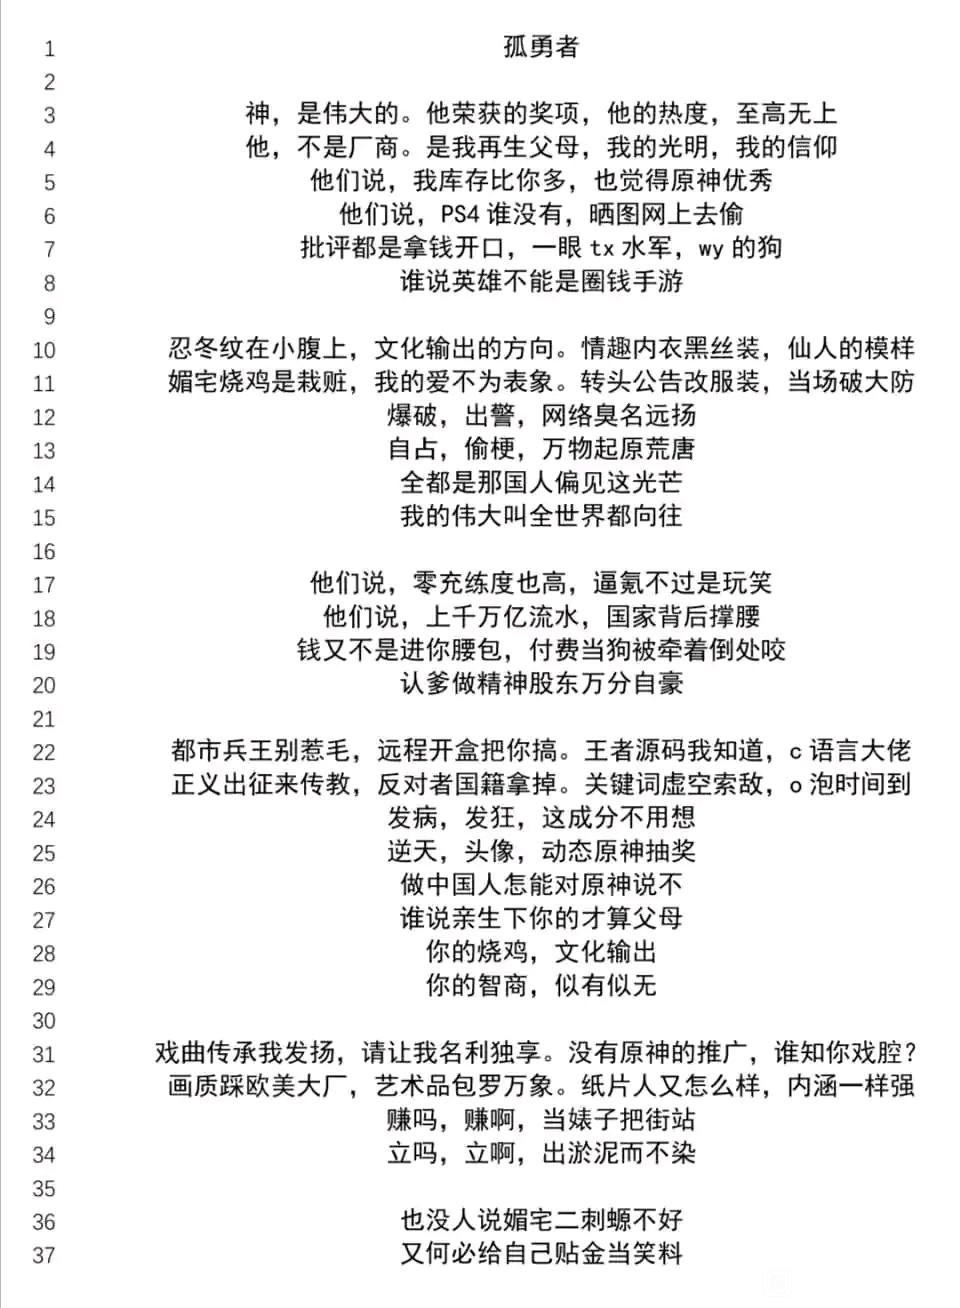 1 孤勇者
2
3 神，是伟大的。他荣获的奖项，他的热度，至高无上
4 他，不是厂商。是我再生父母，我的光明，我的信仰
5 他们说，我库存比你多，也觉得原神优秀
6 他们说，PS4谁没有，晒图网上去偷
7 批评都是拿钱开口，一眼tx水军，wy的狗
8 谁说英雄不能是圈钱手游
9
10 忍冬纹在小腹上，文化输出的方向。情趣内衣黑丝装，仙人的模样
11 媚宅烧鸡是栽赃，我的爱不为表象。转头公告改服装，当场破大防
12 爆破，出警，网络臭名远扬
13 自占，偷梗，万物起原荒唐
14 全都是那国人偏见这光芒
15 我的伟大叫全世界都向往
16
17 他们说，零充练度也高，逼氪不过是玩笑
18 他们说，上千万亿流水，国家背后撑腰
19 钱又不是进你腰包，付费当狗被牵着倒处咬
20 认爹做精神股东万分自豪
21
22 都市兵王别惹毛，远程开盒把你搞。王者源码我知道，c语言大佬
23 正义出征来传教，反对者国籍拿掉。关键词虚空索敌，o泡时间到
24 发病，发狂，这成分不用想
25 逆天，头像，动态原神抽奖
26 做中国人怎能对原神说不
27 谁说亲生下你的才算父母
28 你的烧鸡，文化输出
29 你的智商，似有似无
30
31 戏曲传承我发扬，请让我名利独享。没有原神的推广，谁知你戏腔？
32 画质踩欧美大厂，艺术品包罗万象。纸片人又怎么样，内涵一样强
33 赚吗，赚啊，当婊子把街站
34 立吗，立啊，出淤泥而不染
35
36 也没人说媚宅二刺螈不好
37 又何必给自己贴金当笑料